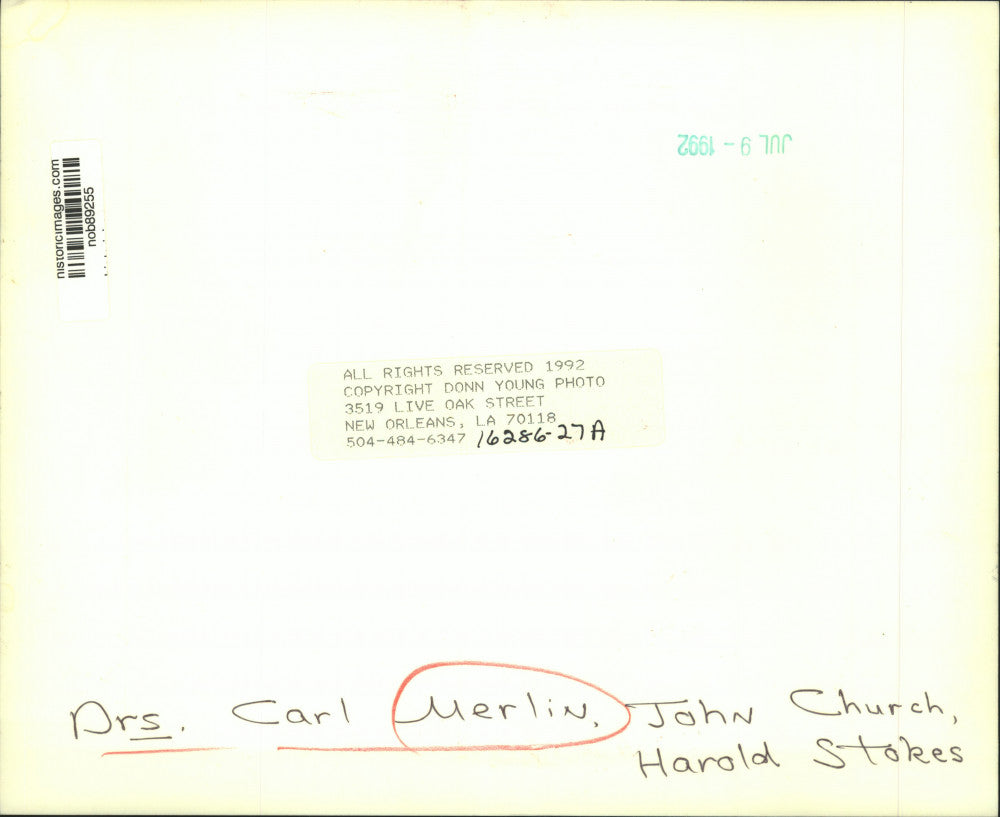 JUL 9 - 1992
historicimages.com
nob89255
ALL RIGHTS RESERVED 1992
COPYRIGHT DONN YOUNG PHOTO
3519 LIVE OAK STREET
NEW ORLEANS, LA 70118
504-484-6347 16286-27A
Drs. Carl Merlin, John Church,
Harold Stokes